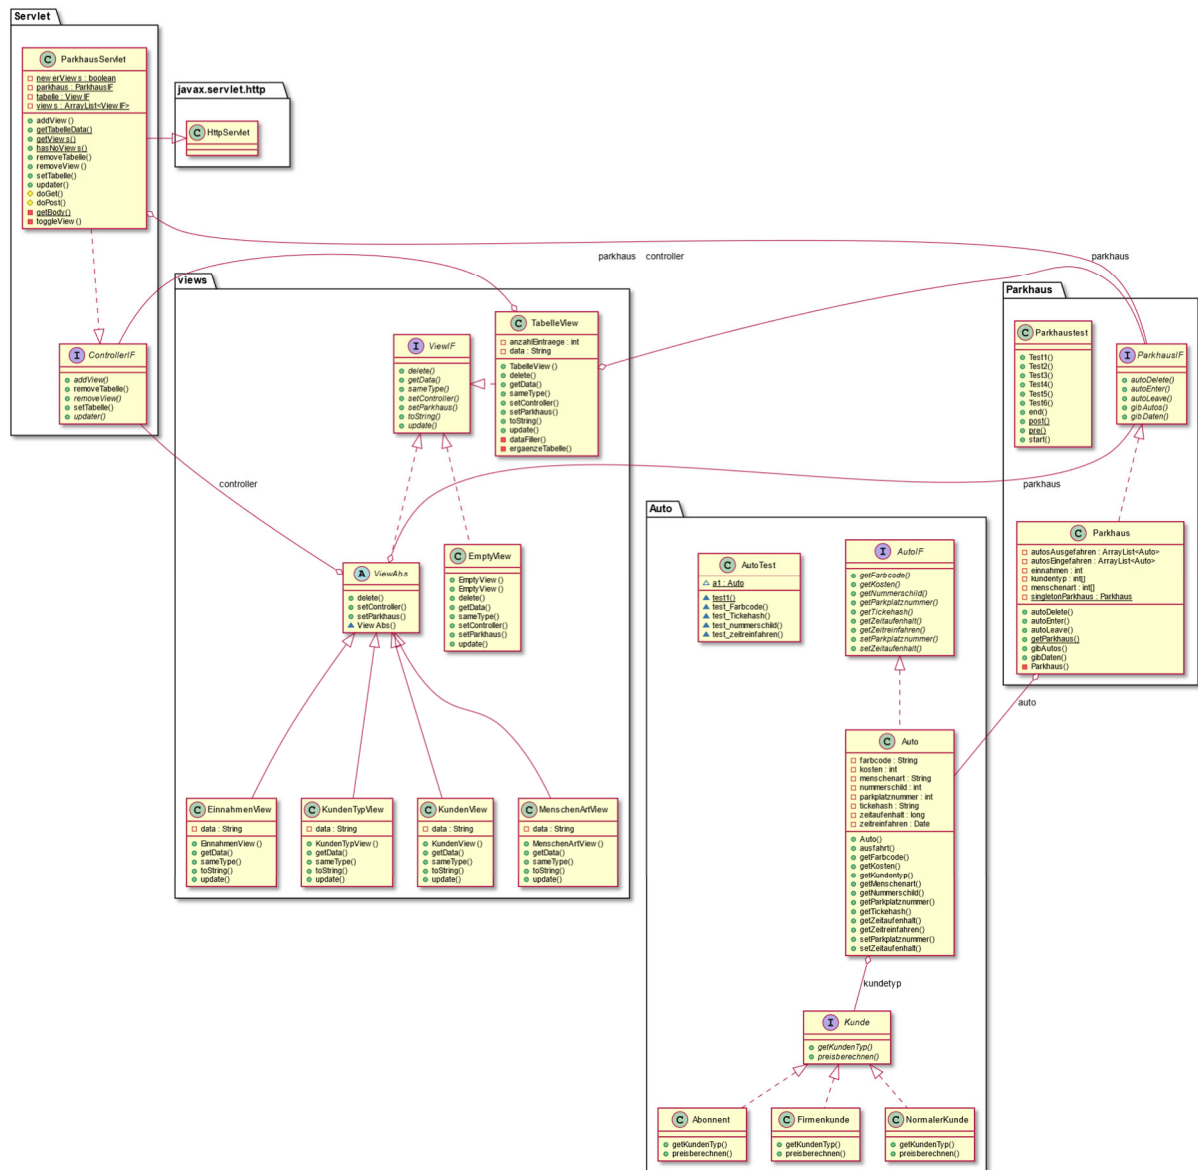 Servlet
ParkhausServlet
newerViews : boolean
parkhaus : ParkhausIF
tabelle : ViewIF
views : ArrayList<ViewIF>
addView()
getTabelleData()
getViews()
hasNoViews()
removeTabelle()
removeView()
setTabelle()
updater()
doGet()
doPost()
getBody()
toggleView()
javax.servlet.http
HttpServlet
parkhaus
controller
parkhaus
ControllerIF
addView()
removeTabelle()
removeView()
setTabelle()
updater()
controller
views
ViewIF
delete()
getData()
sameType()
setController()
setParkhaus()
toString()
update()
TabelleView
anzahlEintraege : int
data : String
TabelleView()
delete()
getData()
sameType()
setController()
setParkhaus()
toString()
update()
dataFiller()
ergaenzeTabelle()
parkhaus
ViewAbs
delete()
setController()
setParkhaus()
ViewAbs()
EmptyView
EmptyView()
EmptyView()
delete()
getData()
sameType()
setController()
setParkhaus()
update()
EinnahmenView
data : String
EinnahmenView()
getData()
sameType()
toString()
update()
KundenTypView
data : String
KundenTypView()
getData()
sameType()
toString()
update()
KundenView
data : String
KundenView()
getData()
sameType()
toString()
update()
MenschenArtView
data : String
MenschenArtView()
getData()
sameType()
toString()
update()
Parkhaus
Parkhaustest
Test1()
Test2()
Test3()
Test4()
Test5()
Test6()
end()
post()
pre()
start()
ParkhausIF
autoDelete()
autoEnter()
autoLeave()
gibAutos()
gibDaten()
Parkhaus
autosAusgefahren : ArrayList<Auto>
autosEingefahren : ArrayList<Auto>
einnahmen : int
kundentyp : int[]
menschenart : int[]
singletonParkhaus : Parkhaus
autoDelete()
autoEnter()
autoLeave()
getParkhaus()
gibAutos()
gibDaten()
Parkhaus()
auto
Auto
AutoTest
a1 : Auto
test1()
test_Farbcode()
test_Tickehash()
test_nummerschild()
test_zeitreinfahren()
AutoIF
getFarbcode()
getKosten()
getNummerschild()
getParkplatznummer()
getTickehash()
getZeitaufenhalt()
getZeitreinfahren()
setParkplatznummer()
setZeitaufenhalt()
Auto
farbcode : String
kosten : int
menschenart : String
nummerschild : int
parkplatznummer : int
tickehash : String
zeitaufenhalt : long
zeitreinfahren : Date
Auto()
ausfahrt()
getFarbcode()
getKosten()
getKundentyp()
getMenschenart()
getNummerschild()
getParkplatznummer()
getTickehash()
getZeitaufenhalt()
getZeitreinfahren()
setParkplatznummer()
setZeitaufenhalt()
kundetyp
Kunde
getKundenTyp()
preisberechnen()
Abonnent
getKundenTyp()
preisberechnen()
Firmenkunde
getKundenTyp()
preisberechnen()
NormalerKunde
getKundenTyp()
preisberechnen()